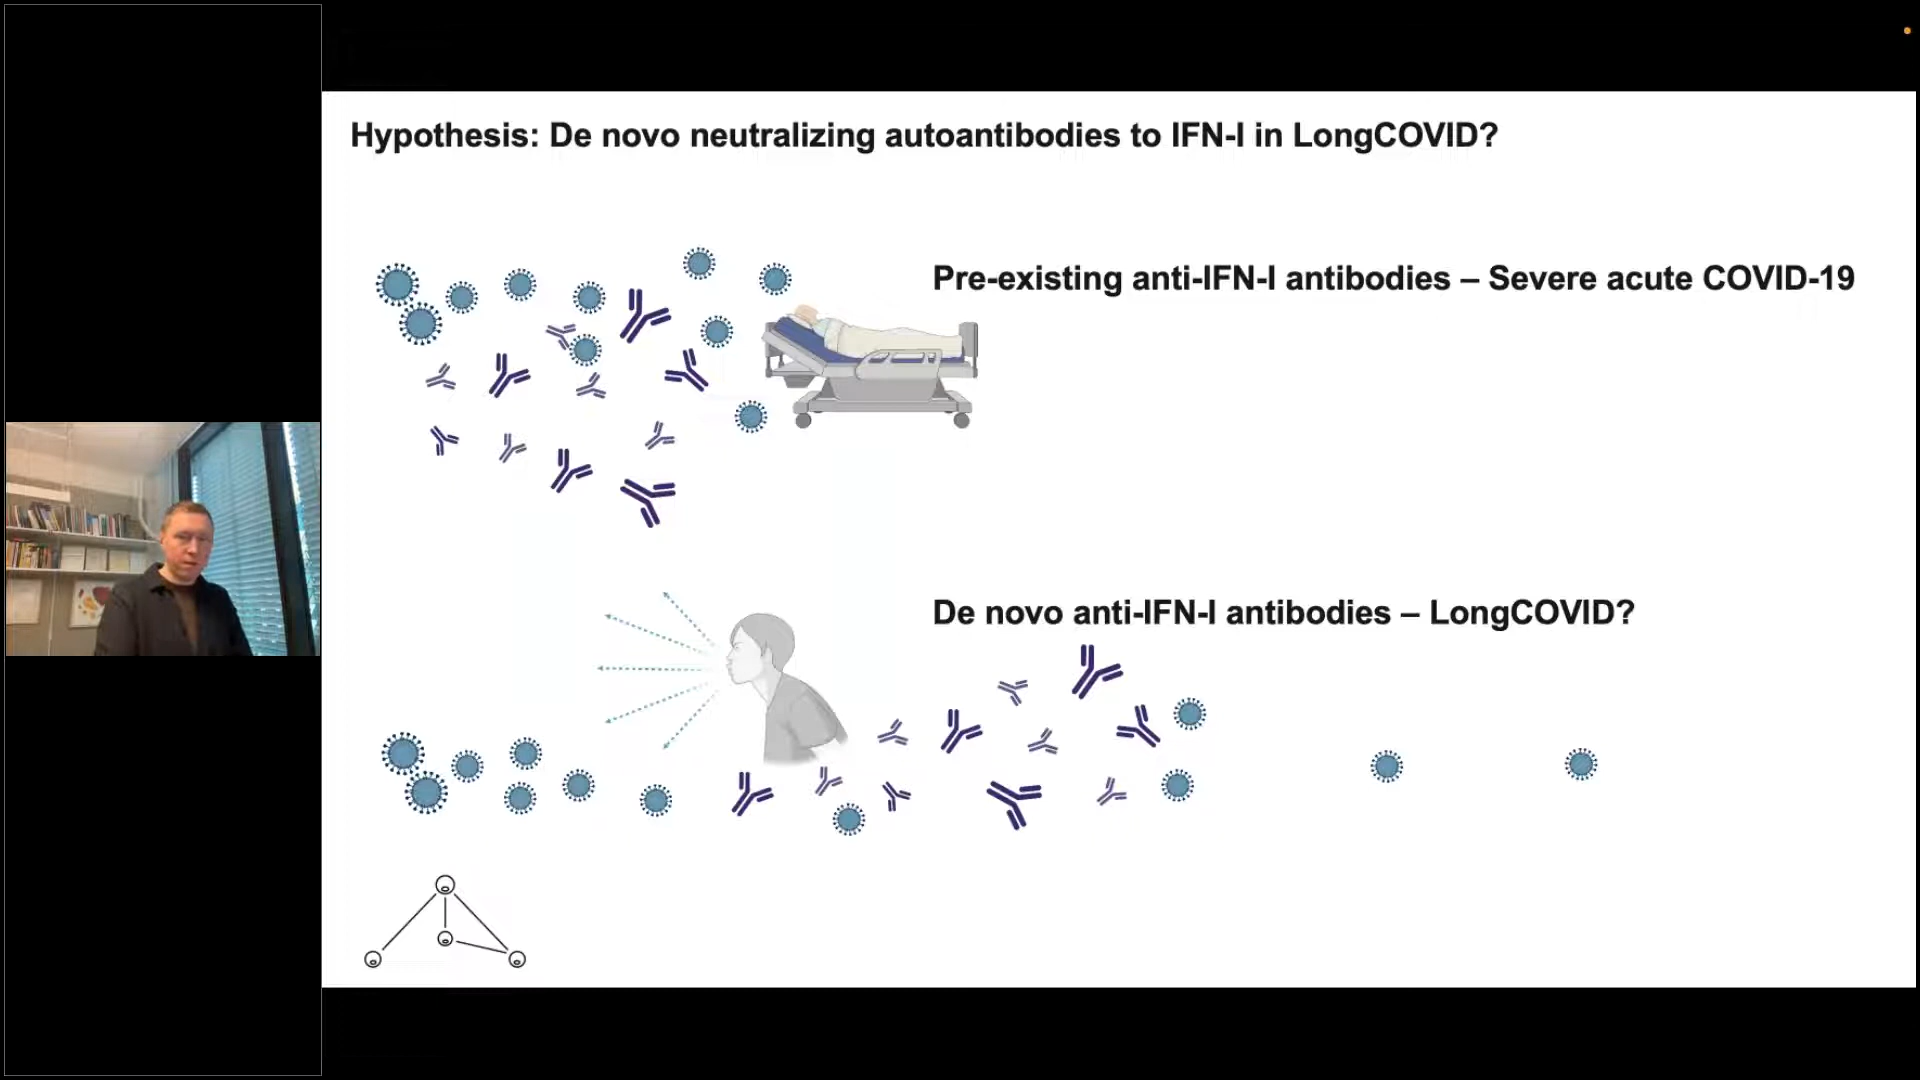 Hypothesis: De novo neutralizing autoantibodies to IFN-I in LongCOVID?
Pre-existing anti-IFN-I antibodies – Severe acute COVID-19
De novo anti-IFN-I antibodies – LongCOVID?